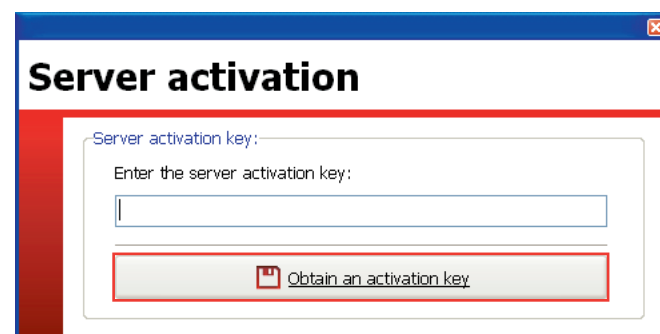 Server activation
Server activation key:
Enter the server activation key:
Obtain an activation key